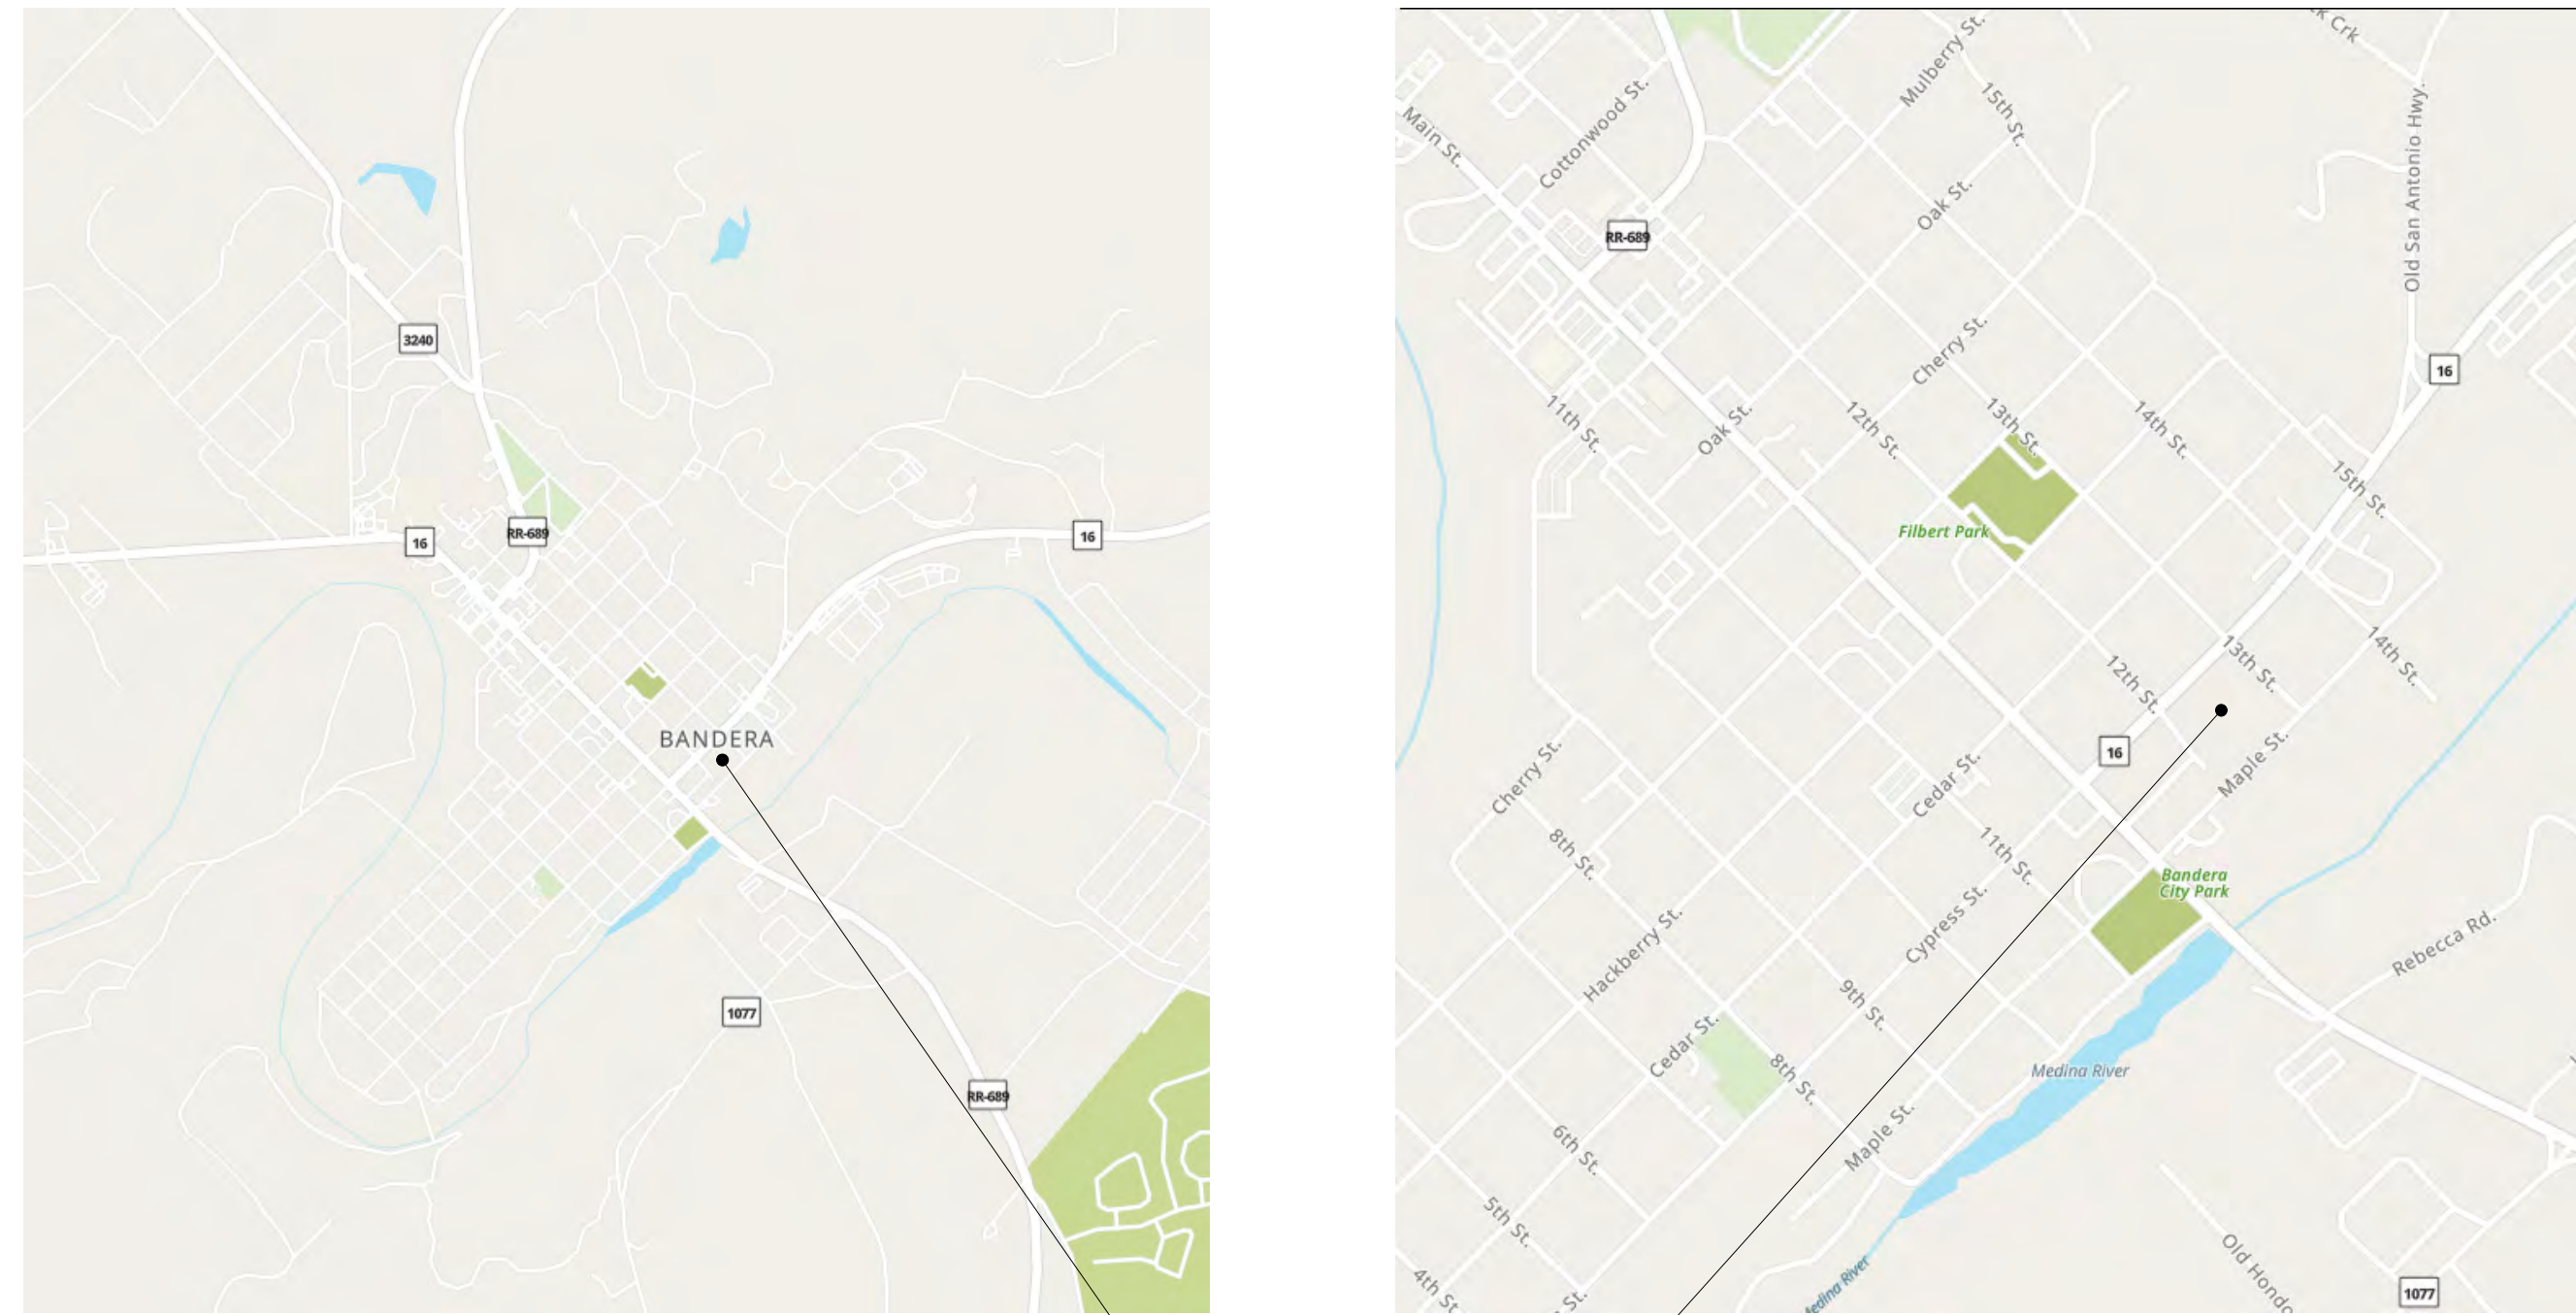 3240
16
RR-689
16
BANDERA
1077
RR-689
Mulberry St.
Main St.
Cottonwood St.
15th St.
Old San Antonio Hwy.
Oak St.
RR-689
Cherry St.
16
11th St.
Oak St.
12th St.
13th St.
14th St.
15th St.
Filbert Park
12th St.
13th St.
14th St.
16
Cherry St.
Cedar St.
Maple St.
8th St.
11th St.
Bandera
City Park
Hackberry St.
Cypress St.
Rebecca Rd.
9th St.
Cedar St.
8th St.
Medina River
6th St.
Maple St.
5th St.
4th St.
St.
Medina River
Old Hondo
1077